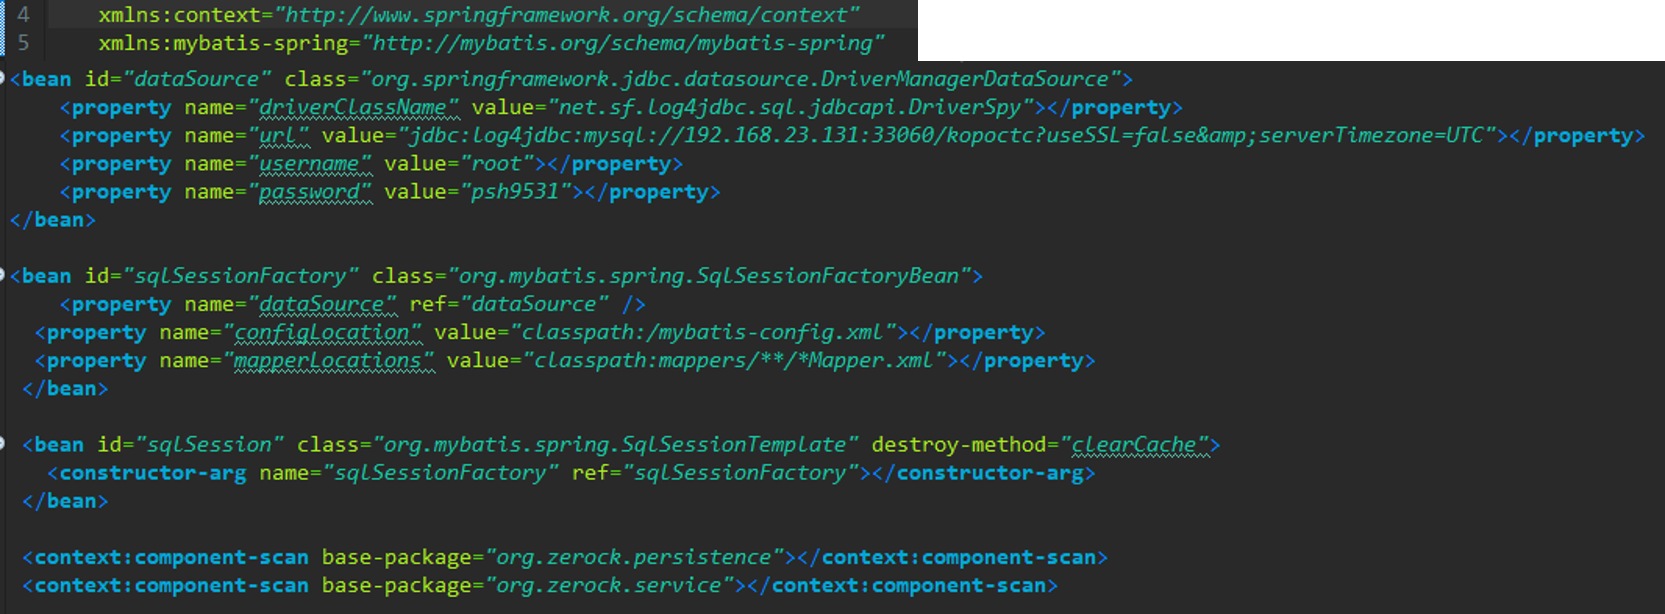 4 xmlns:context="http://www.springframework.org/schema/context"
5 xmlns:mybatis-spring="http://mybatis.org/schema/mybatis-spring"
<bean id="dataSource" class="org.springframework.jdbc.datasource.DriverManagerDataSource">
<property name="driverClassName" value="net.sf.log4jdbc.sql.jdbcapi.DriverSpy"></property>
<property name="url" value="jdbc:log4jdbc:mysql://192.168.23.131:33060/kopoctc?useSSL=false&amp;serverTimezone=UTC"></property>
<property name="username" value="root"></property>
<property name="password" value="psh9531"></property>
</bean>
<bean id="sqlSessionFactory" class="org.mybatis.spring.SqlSessionFactoryBean">
<property name="dataSource" ref="dataSource" />
<property name="configLocation" value="classpath:/mybatis-config.xml"></property>
<property name="mapperLocations" value="classpath:mappers/**/*Mapper.xml"></property>
</bean>
<bean id="sqlSession" class="org.mybatis.spring.SqlSessionTemplate" destroy-method="clearCache">
<constructor-arg name="sqlSessionFactory" ref="sqlSessionFactory"></constructor-arg>
</bean>
<context:component-scan base-package="org.zerock.persistence"></context:component-scan>
<context:component-scan base-package="org.zerock.service"></context:component-scan>